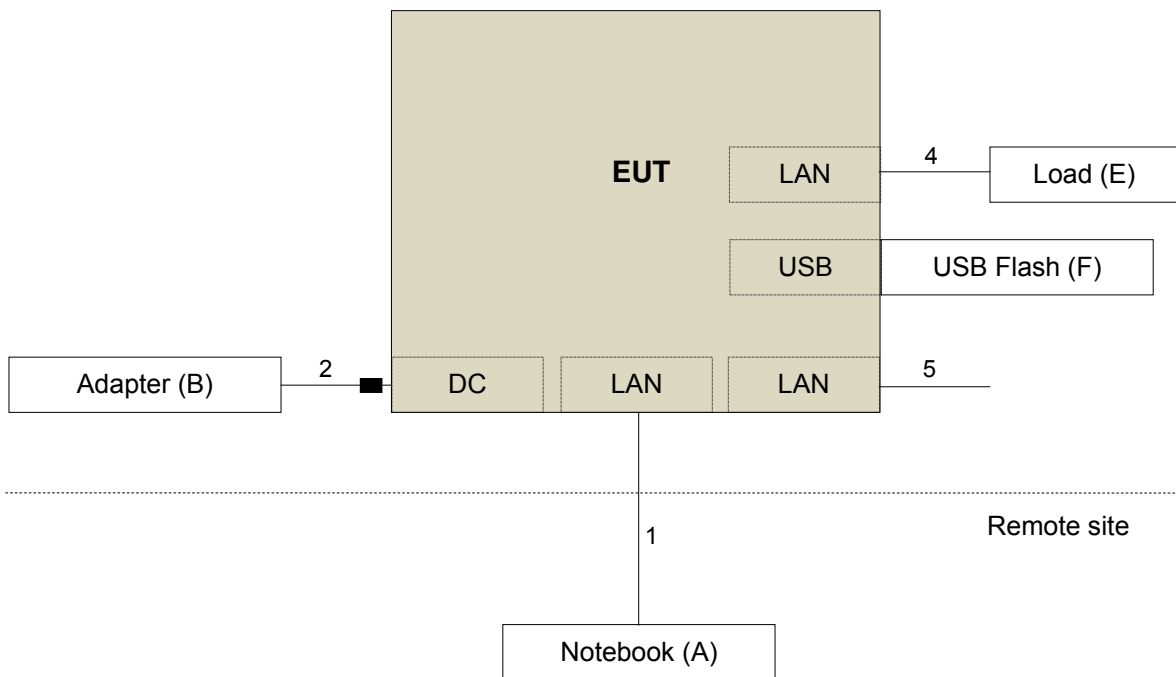 EUT
LAN
4
Load (E)
USB
USB Flash (F)
Adapter (B)
2
DC
LAN
LAN
5
Remote site
1
Notebook (A)